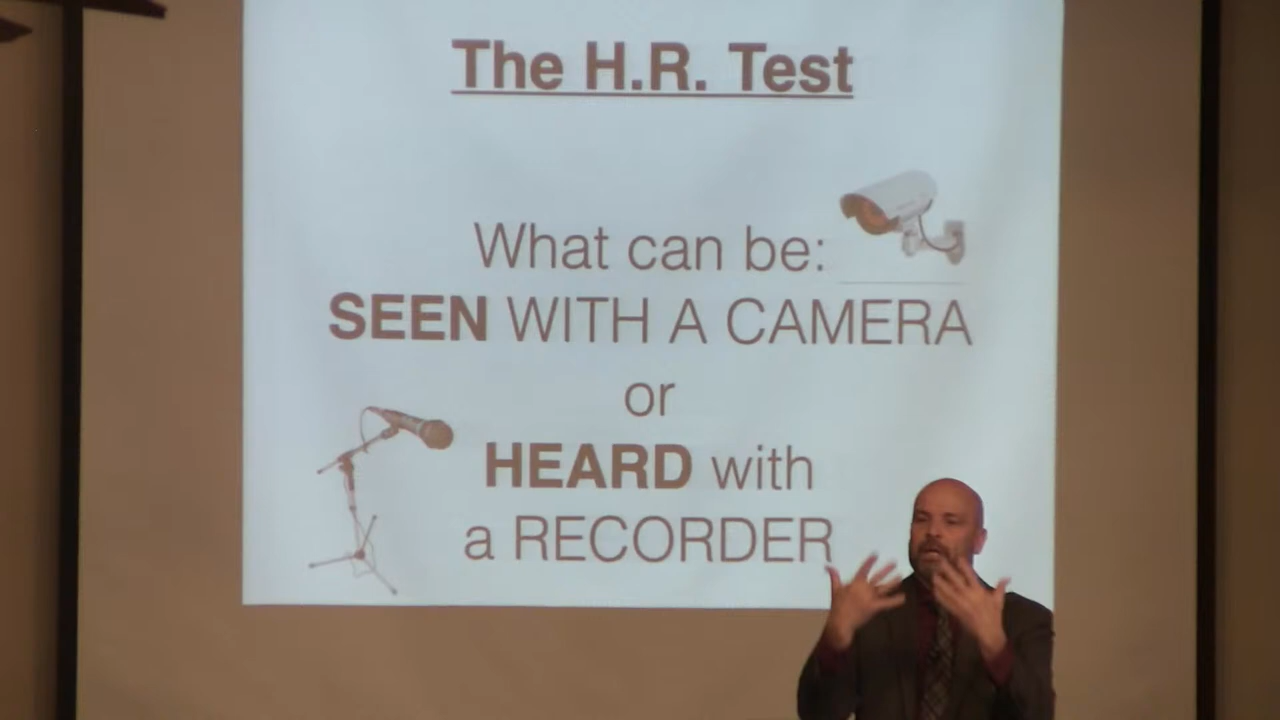 The H.R. Test
What can be:
SEEN WITH A CAMERA
or
HEARD with
a RECORDER